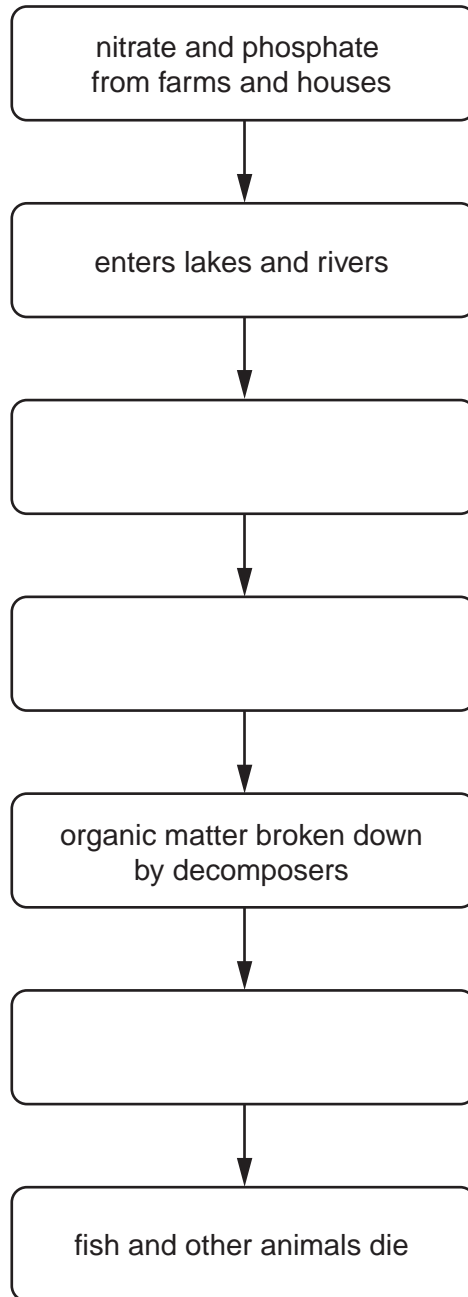 nitrate and phosphate
from farms and houses
enters lakes and rivers
organic matter broken down
by decomposers
fish and other animals die